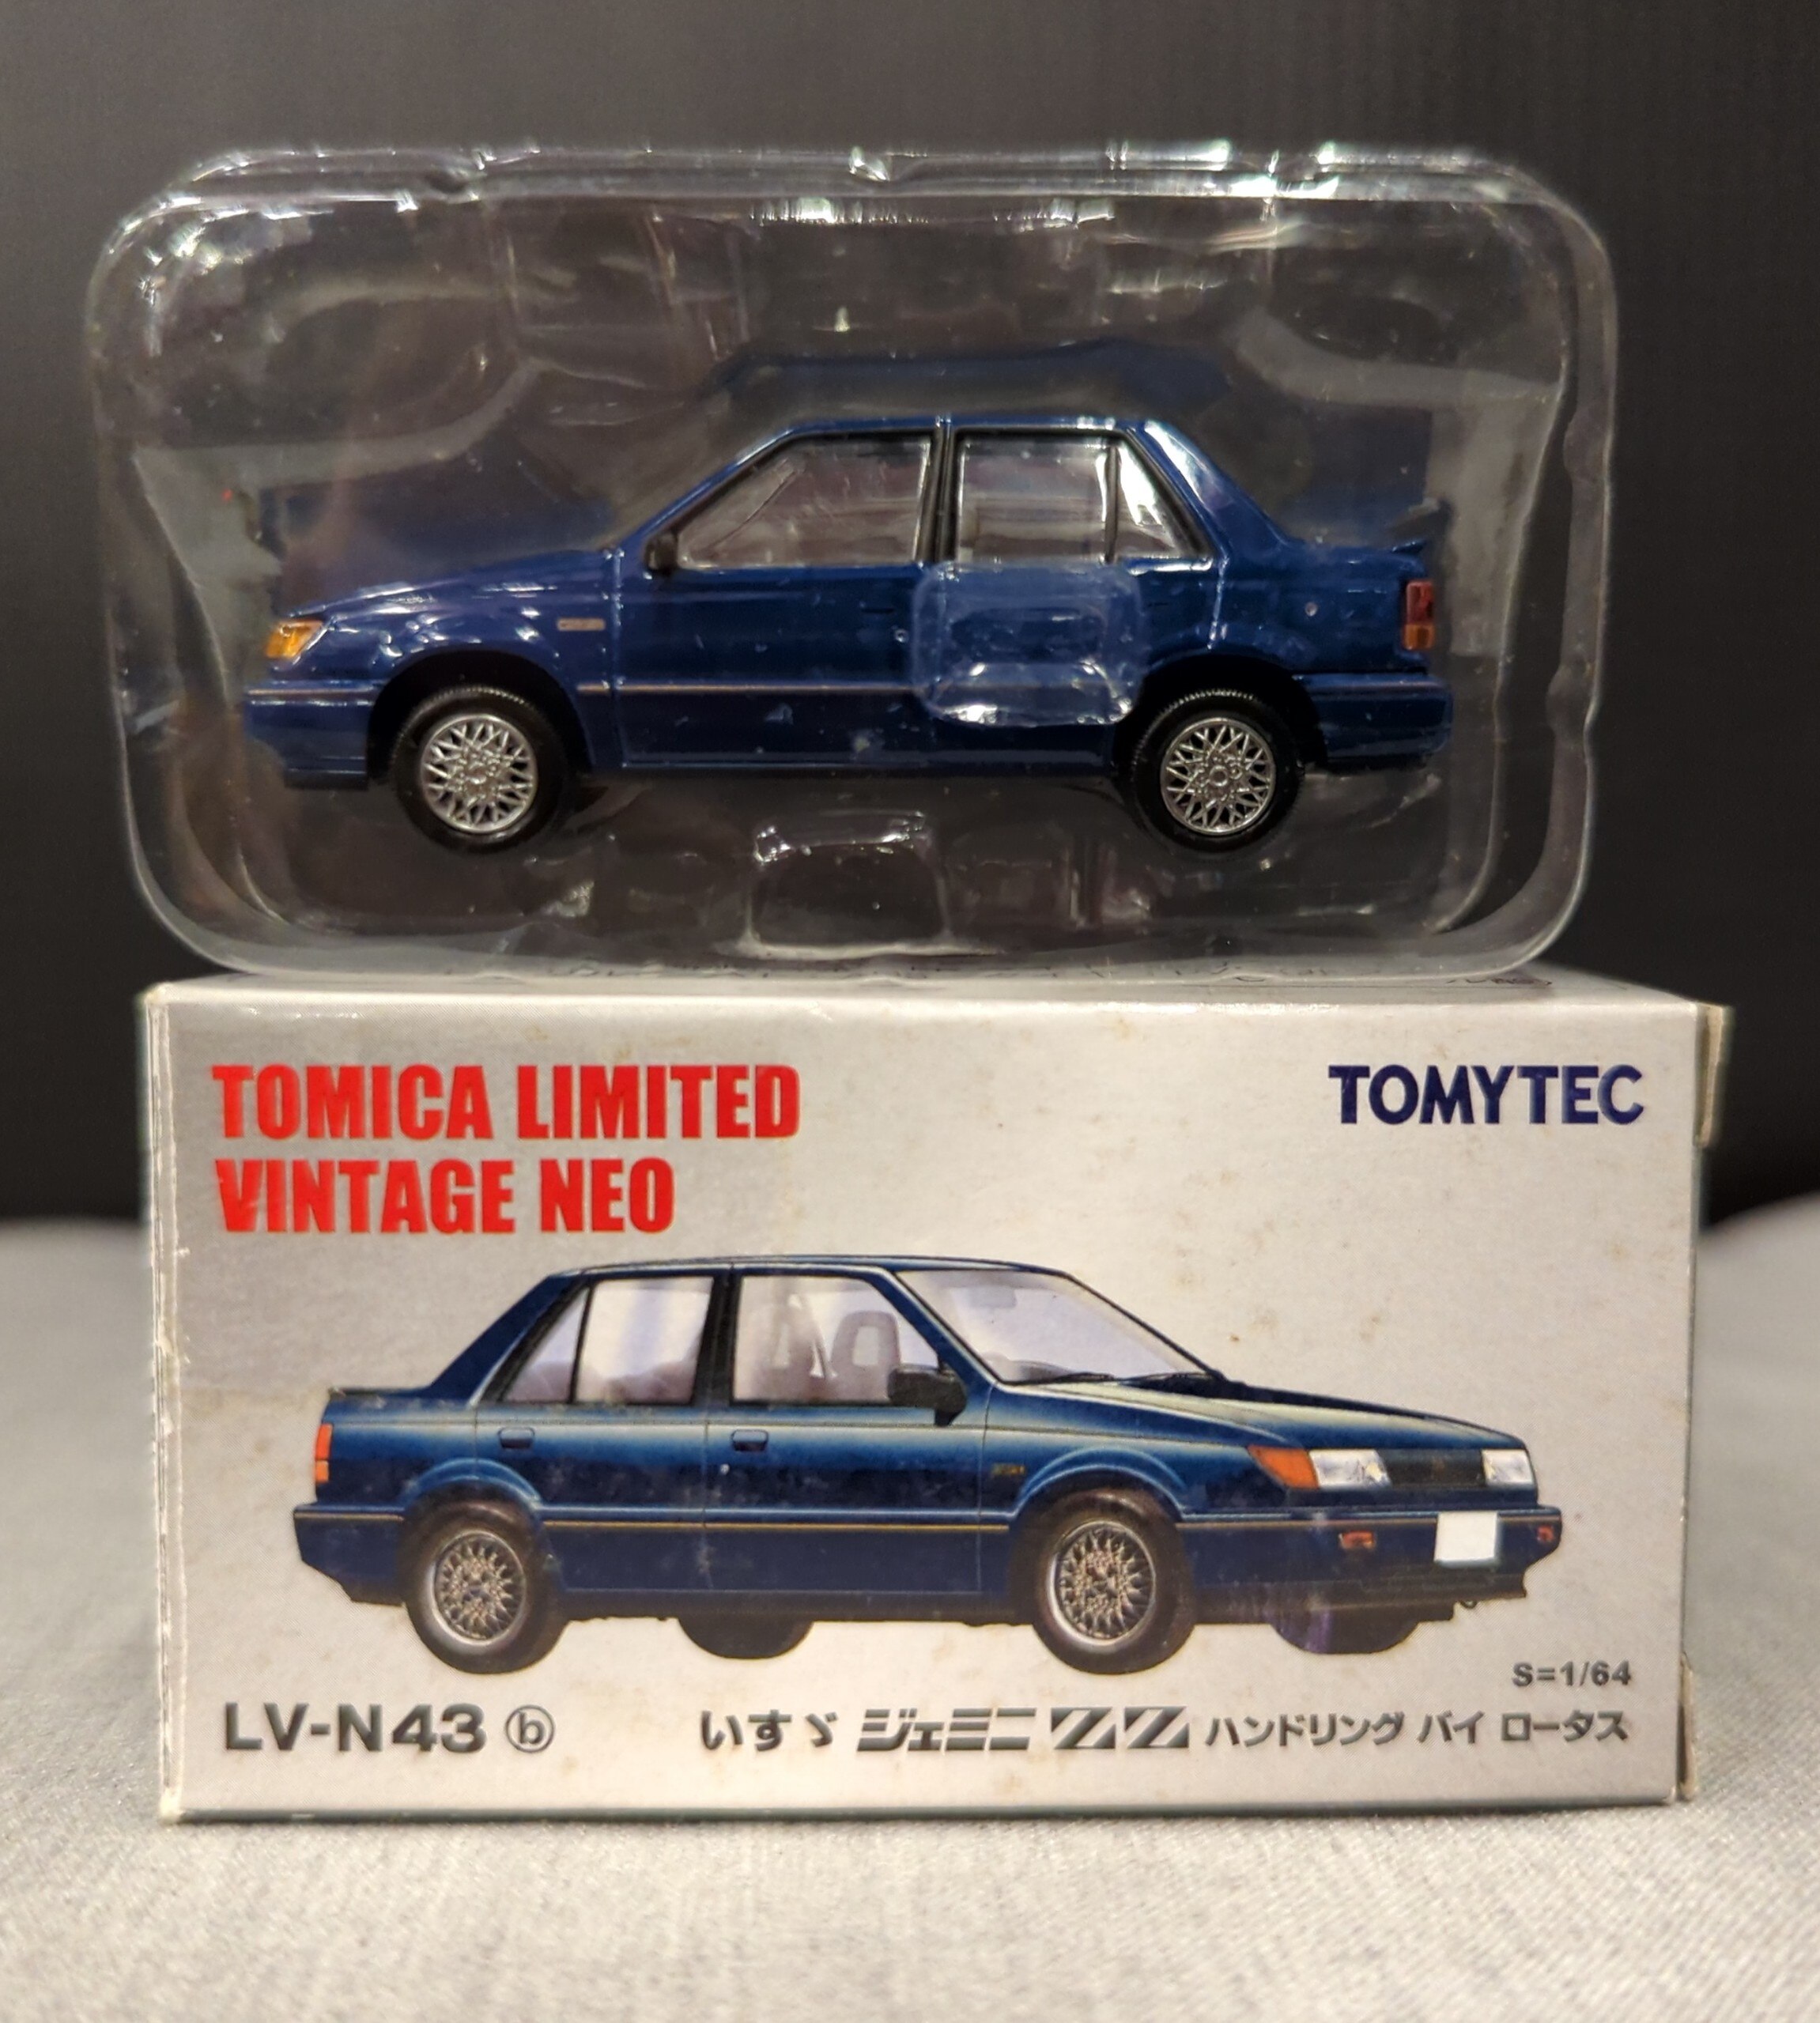 TOMICA LIMITED
VINTAGE NEO
TOMYTEC
S=1/64
LV-N43 ⓑ いすゞ ジェミニ ZZ ハンドリング バイ ロータス